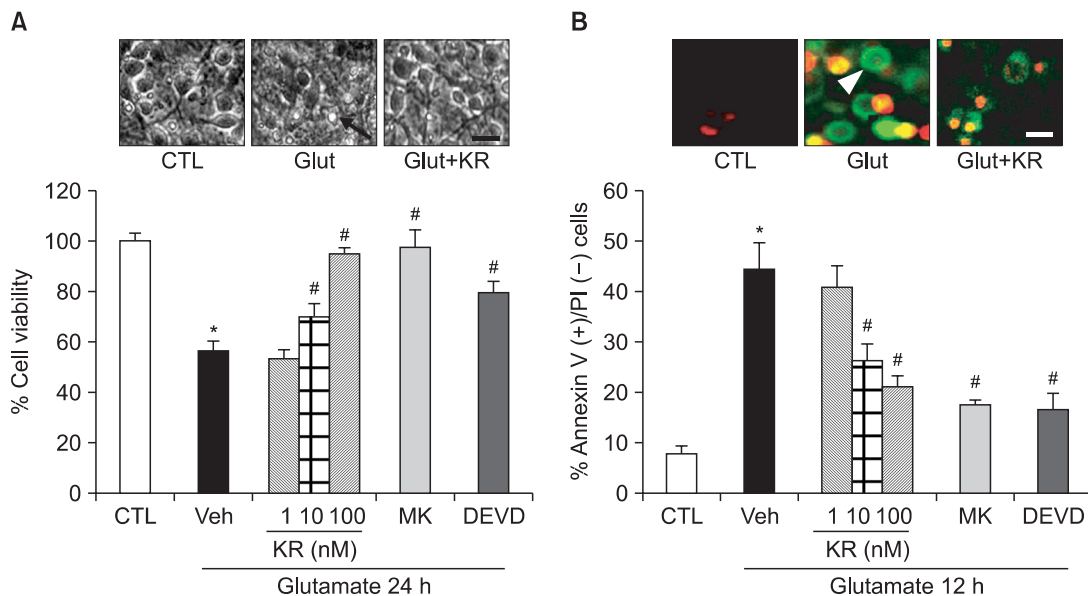 A
CTL Glut Glut+KR
% Cell viability
120
100
80
60
40
20
0
*
#
#
#
#
CTL Veh 1 10 100 MK DEVD
KR (nM)
Glutamate 24 h
B
CTL Glut Glut+KR
% Annexin V (+)/PI (−) cells
60
50
40
30
20
10
0
*
#
#
#
#
CTL Veh 1 10 100 MK DEVD
KR (nM)
Glutamate 12 h